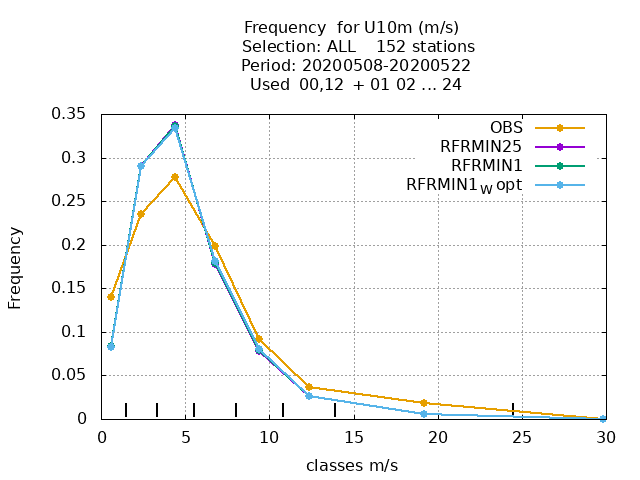 Frequency  for U10m (m/s)
Selection: ALL    152 stations
Period: 20200508-20200522
Used  00,12  + 01 02 ... 24
OBS
RFRMIN25
RFRMIN1
RFRMIN1W opt
Frequency
0.35
0.3
0.25
0.2
0.15
0.1
0.05
0
0 5 10 15 20 25 30
classes m/s